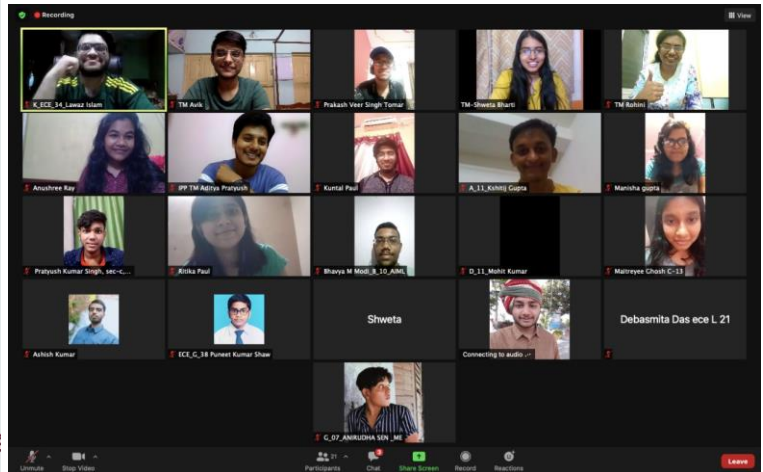 Recording
View
K_ECE_34_Lawaz Islam
TM Avik
Prakash Veer Singh Tomar
TM-Shweta Bharti
TM Rohini
Anushree Ray
IPP TM Aditya Pratyush
Kuntal Paul
A_11_Kshitij Gupta
Manisha gupta
Pratyush Kumar Singh, sec-c,...
Ritika Paul
Bhavya M Modi_B_10_AIML
D_11_Mohit Kumar
Maitreyee Ghosh C-13
Ashish Kumar
ECE_G_38 Puneet Kumar Shaw
Shweta
Connecting to audio
Debasmita Das ece L 21
G_07_ANIRUDHA SEN _ME
Unmute
Stop Video
21
Participants
3
Chat
Share Screen
Record
Reactions
Leave